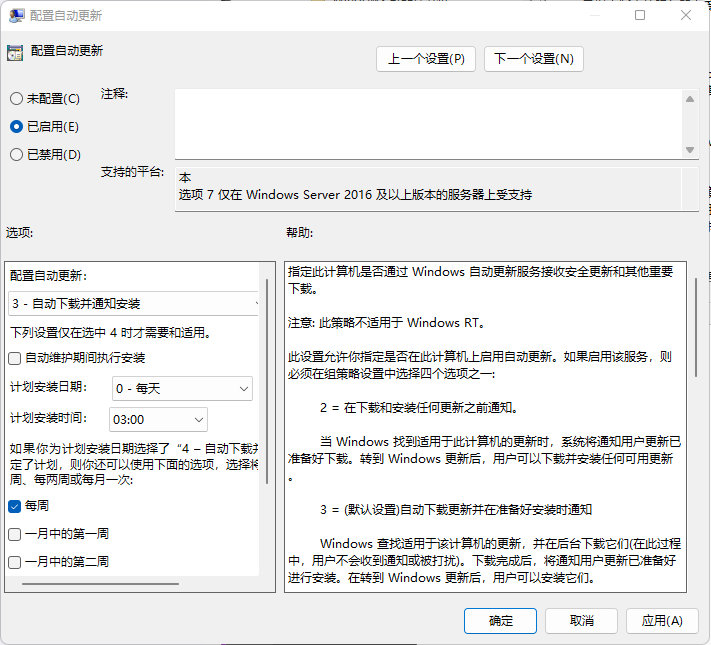 配置自动更新
配置自动更新
上一个设置(P)
下一个设置(N)
未配置(C)
已启用(E)
已禁用(D)
注释:
支持的平台:
本
选项 7 仅在 Windows Server 2016 及以上版本的服务器上受支持
选项:
帮助:
配置自动更新:
3 - 自动下载并通知安装
下列设置仅在选中 4 时才需要和适用。
自动维护期间执行安装
计划安装日期:
0 - 每天
计划安装时间:
03:00
如果你为计划安装日期选择了“4 – 自动下载并
定了计划，则你还可以使用下面的选项，选择将
周、每两周或每月一次:
每周
一月中的第一周
一月中的第二周
指定此计算机是否通过 Windows 自动更新服务接收安全更新和其他重要
下载。
注意: 此策略不适用于 Windows RT。
此设置允许你指定是否在此计算机上启用自动更新。如果启用该服务，则
必须在组策略设置中选择四个选项之一:
2 = 在下载和安装任何更新之前通知。
当 Windows 找到适用于此计算机的更新时，系统将通知用户更新已
准备好下载。转到 Windows 更新后，用户可以下载并安装任何可用更新
。
3 = (默认设置)自动下载更新并在准备好安装时通知
Windows 查找适用于该计算机的更新，并在后台下载它们(在此过程
中，用户不会收到通知或被打扰)。下载完成后，将通知用户更新已准备好
进行安装。在转到 Windows 更新后，用户可以安装它们。
确定
取消
应用(A)